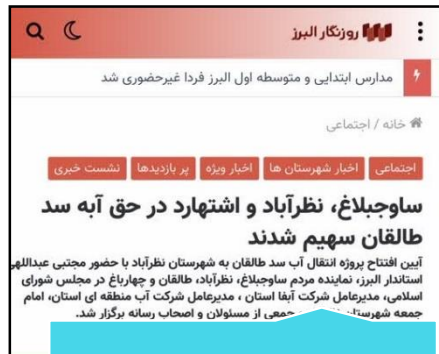 روزنگار البرز
مدارس ابتدایی و متوسطه اول البرز فردا غیرحضوری شد
خانه / اجتماعی
اجتماعی اخبار شهرستان ها اخبار ویژه پر بازدیدها نشست خبری
ساوجبلاغ، نظرآباد و اشتهارد در حق آبه سد
طالقان سهیم شدند
آیین افتتاح پروژه انتقال آب سد طالقان به شهرستان نظرآباد با حضور مجتبی عبداللهی
استاندار البرز، نماینده مردم ساوجبلاغ، نظرآباد، طالقان و چهارباغ در مجلس شورای
اسلامی، مدیرعامل شرکت آبفا استان ، مدیرعامل شرکت آب منطقه ای استان، امام
جمعه شهرستان جمعی از مسئولان و اصحاب رسانه برگزار شد.